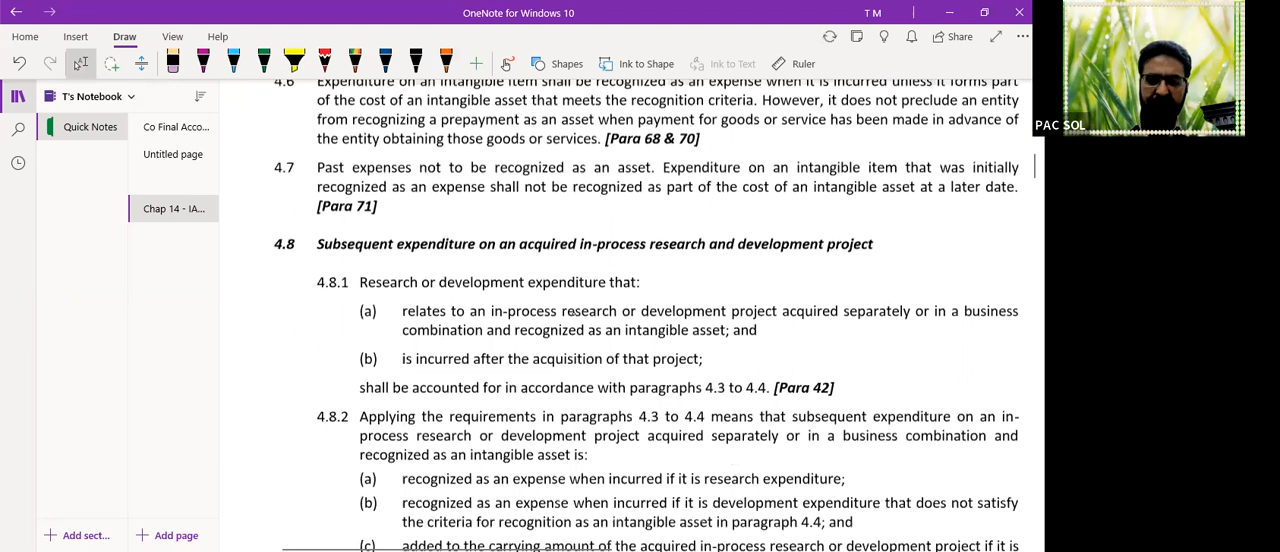 OneNote for Windows 10
T M
Home Insert Draw View Help
Share
Shapes Ink to Shape Ink to Text Ruler
T's Notebook
Quick Notes
Co Final Acco...
Untitled page
Chap 14 - IA...
Add sect...
Add page
4.6 Expenditure on an intangible item shall be recognized as an expense when it is incurred unless it forms part
of the cost of an intangible asset that meets the recognition criteria. However, it does not preclude an entity
from recognizing a prepayment as an asset when payment for goods or service has been made in advance of
the entity obtaining those goods or services. [Para 68 & 70]
4.7 Past expenses not to be recognized as an asset. Expenditure on an intangible item that was initially
recognized as an expense shall not be recognized as part of the cost of an intangible asset at a later date.
[Para 71]
4.8 Subsequent expenditure on an acquired in-process research and development project
4.8.1 Research or development expenditure that:
(a) relates to an in-process research or development project acquired separately or in a business
combination and recognized as an intangible asset; and
(b) is incurred after the acquisition of that project;
shall be accounted for in accordance with paragraphs 4.3 to 4.4. [Para 42]
4.8.2 Applying the requirements in paragraphs 4.3 to 4.4 means that subsequent expenditure on an in-
process research or development project acquired separately or in a business combination and
recognized as an intangible asset is:
(a) recognized as an expense when incurred if it is research expenditure;
(b) recognized as an expense when incurred if it is development expenditure that does not satisfy
the criteria for recognition as an intangible asset in paragraph 4.4; and
(c) added to the carrying amount of the acquired in-process research or development project if it is
PAC SOL